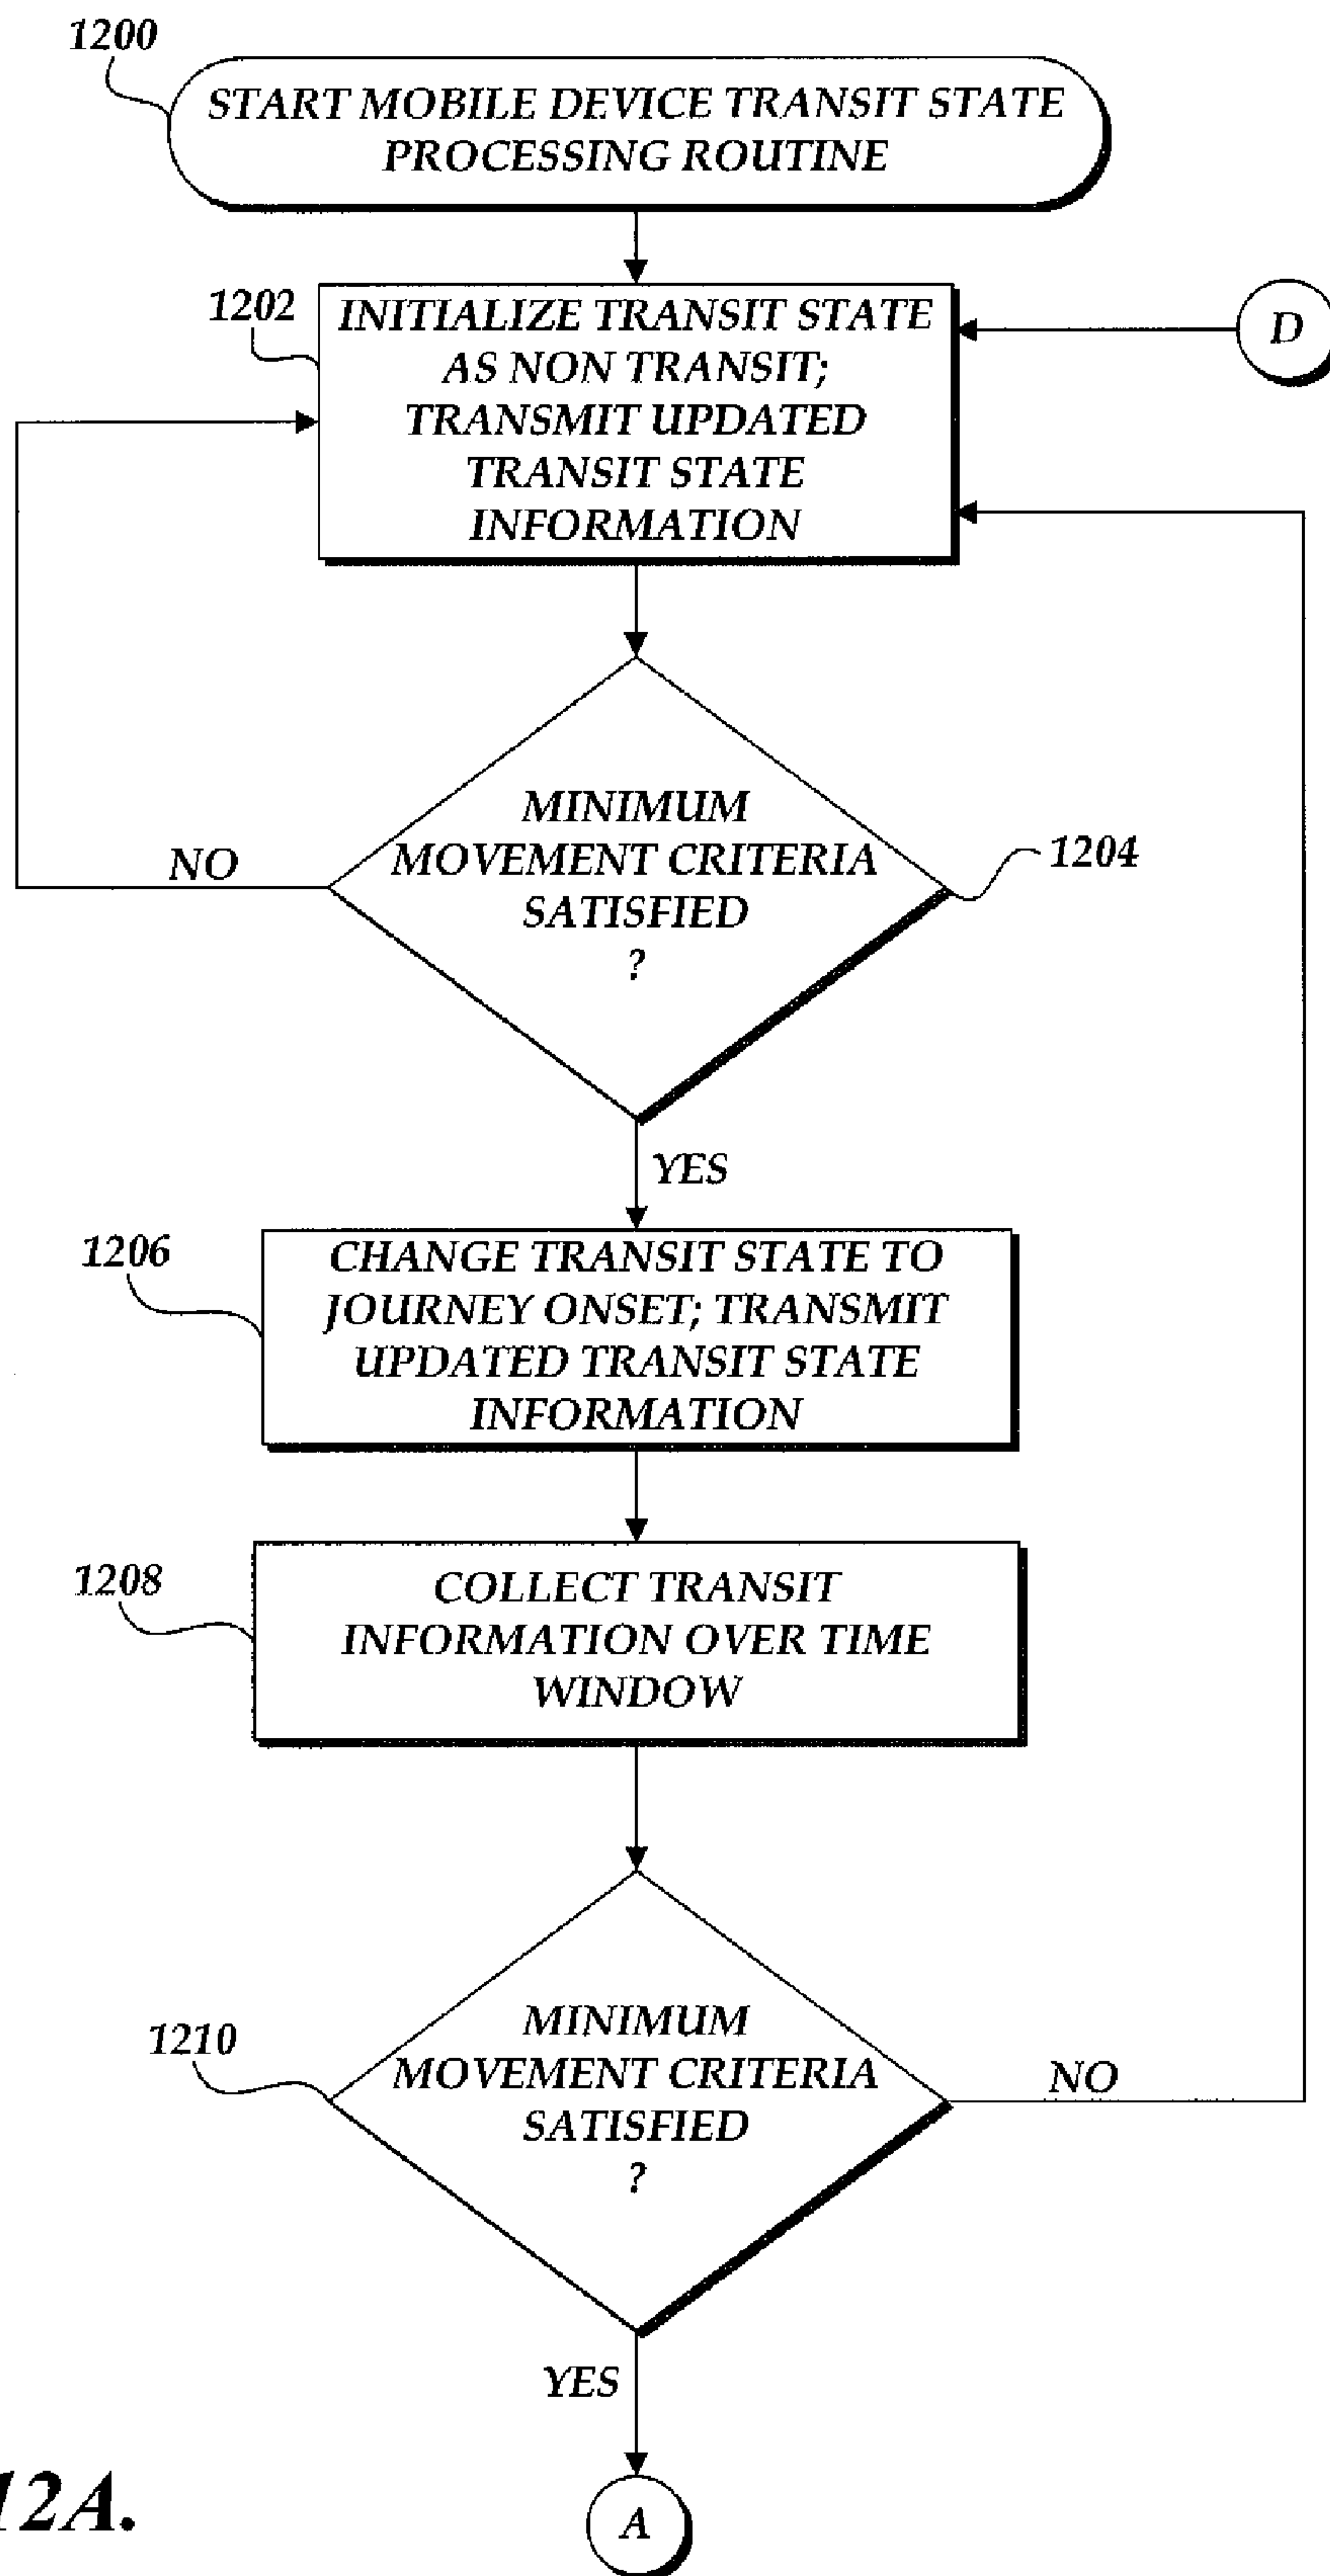 1200
START MOBILE DEVICE TRANSIT STATE
PROCESSING ROUTINE
1202
INITIALIZE TRANSIT STATE
AS NON TRANSIT;
TRANSMIT UPDATED
TRANSIT STATE
INFORMATION
D
MINIMUM
MOVEMENT CRITERIA
SATISFIED
?
NO
1204
YES
1206
CHANGE TRANSIT STATE TO
JOURNEY ONSET; TRANSMIT
UPDATED TRANSIT STATE
INFORMATION
1208
COLLECT TRANSIT
INFORMATION OVER TIME
WINDOW
1210
MINIMUM
MOVEMENT CRITERIA
SATISFIED
?
NO
YES
A
12A.